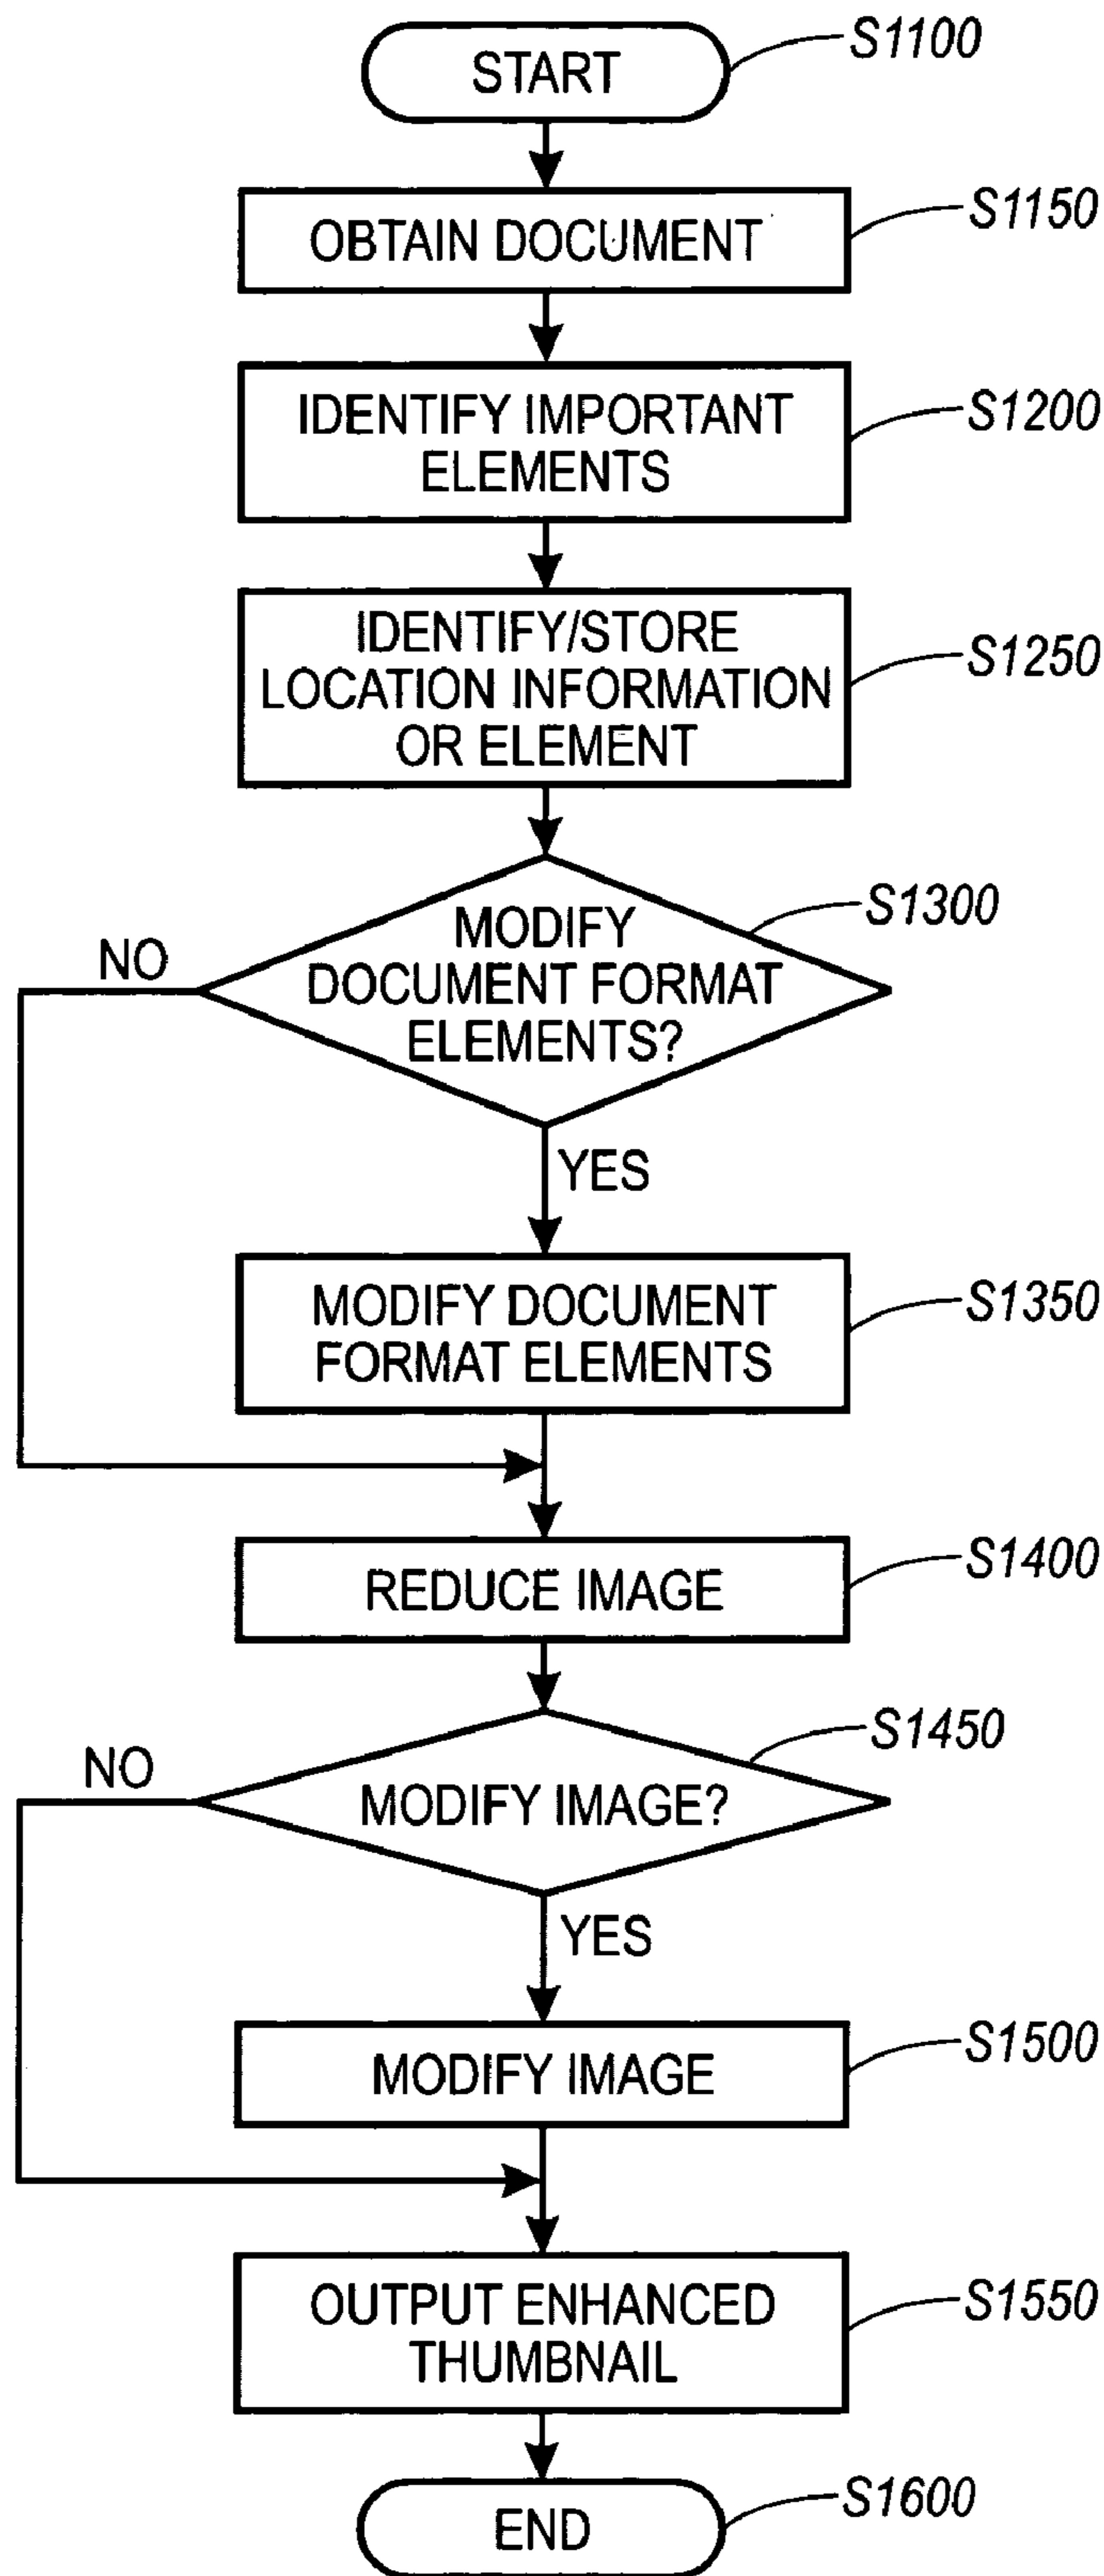 START
S1100
OBTAIN DOCUMENT
S1150
IDENTIFY IMPORTANT
ELEMENTS
S1200
IDENTIFY/STORE
LOCATION INFORMATION
OR ELEMENT
S1250
MODIFY
DOCUMENT FORMAT
ELEMENTS?
S1300
NO
YES
MODIFY DOCUMENT
FORMAT ELEMENTS
S1350
REDUCE IMAGE
S1400
MODIFY IMAGE?
S1450
NO
YES
MODIFY IMAGE
S1500
OUTPUT ENHANCED
THUMBNAIL
S1550
END
S1600